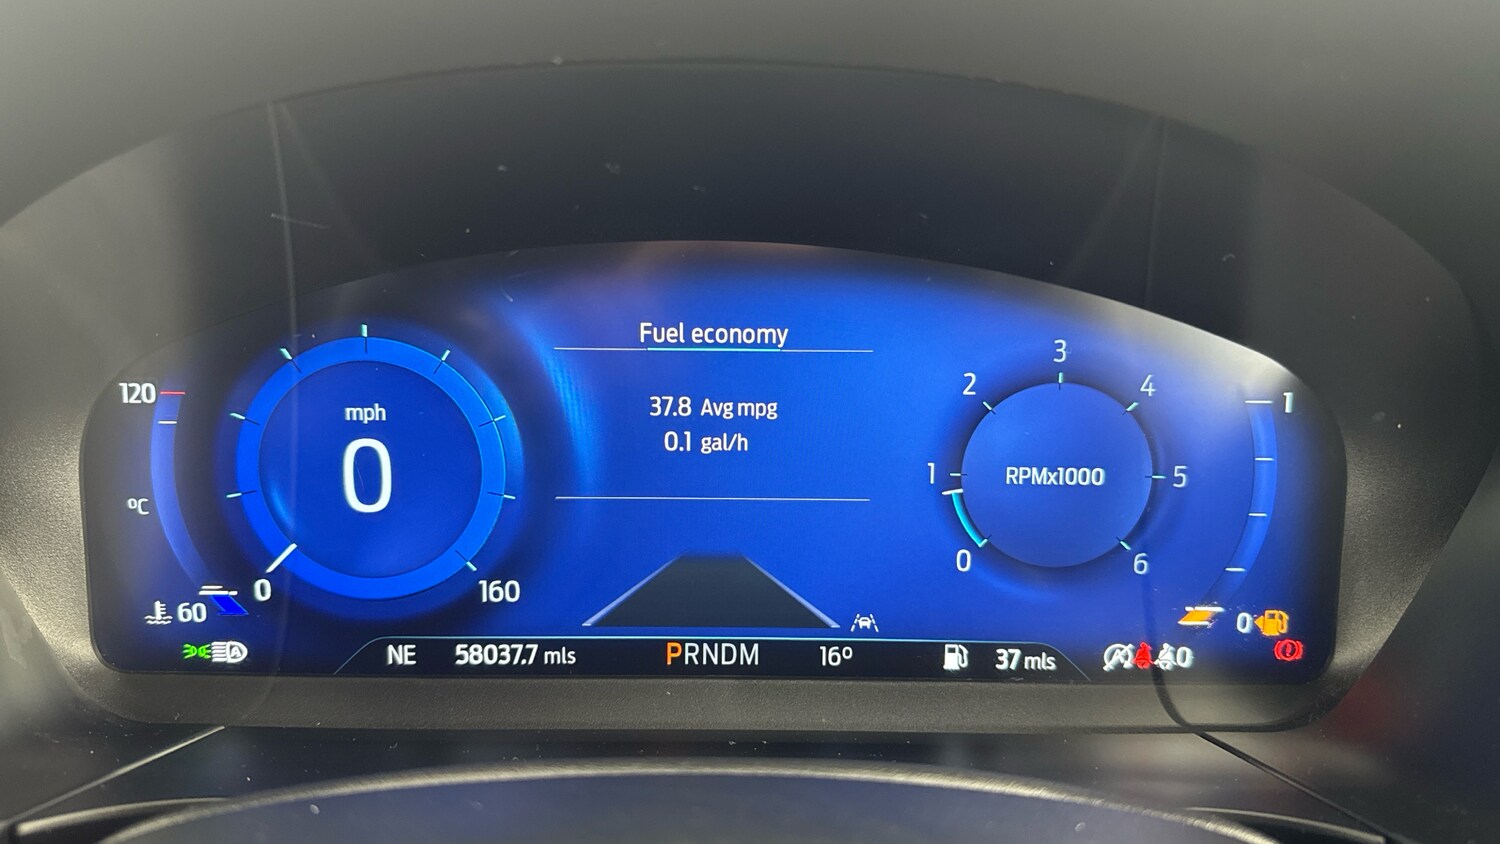 Fuel economy
37.8 Avg mpg
0.1 gal/h
120
°C
60
mph
0
0
160
RPMx1000
0
1
2
3
4
5
6
1
0
A
NE
58037.7 mls
PRNDM
16°
37 mls
A
0